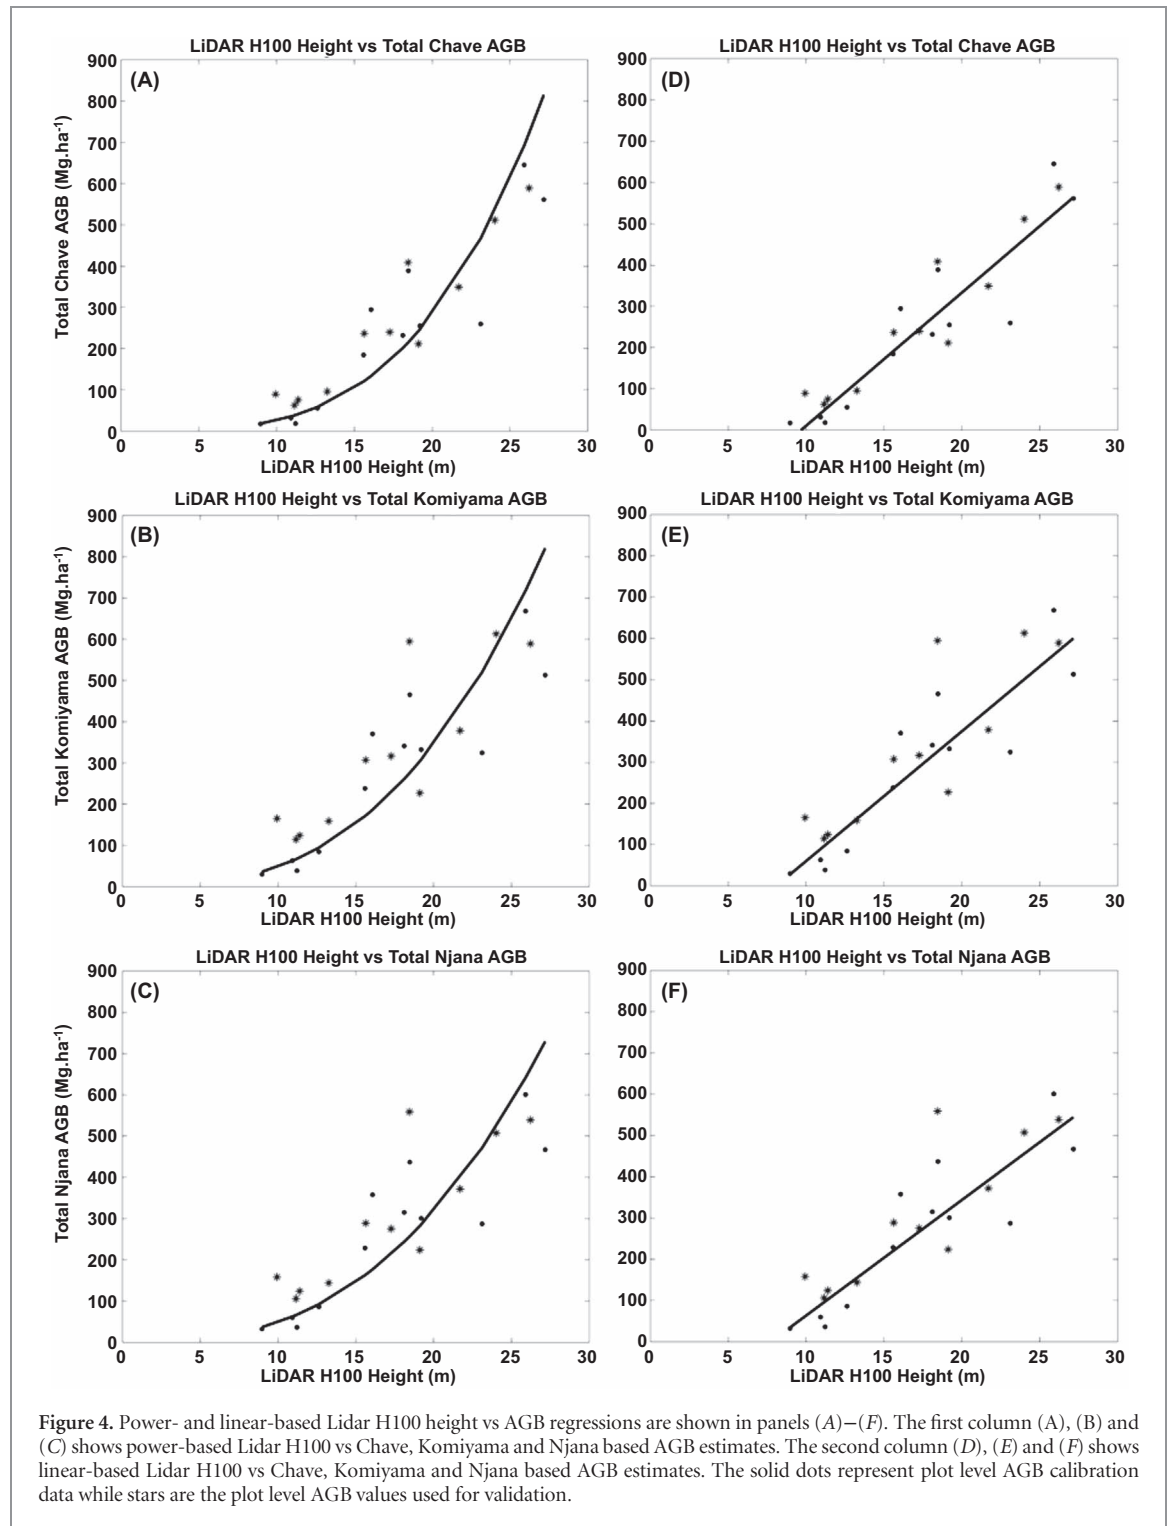 LiDAR H100 Height vs Total Chave AGB
(A)
Total Chave AGB (Mg.ha-1)
900
800
700
600
500
400
300
200
100
0
0 5 10 15 20 25 30
LiDAR H100 Height (m)
LiDAR H100 Height vs Total Chave AGB
(D)
900
800
700
600
500
400
300
200
100
0
0 5 10 15 20 25 30
LiDAR H100 Height (m)
LiDAR H100 Height vs Total Komiyama AGB
(B)
Total Komiyama AGB (Mg.ha-1)
900
800
700
600
500
400
300
200
100
0
0 5 10 15 20 25 30
LiDAR H100 Height (m)
LiDAR H100 Height vs Total Komiyama AGB
(E)
900
800
700
600
500
400
300
200
100
0
0 5 10 15 20 25 30
LiDAR H100 Height (m)
LiDAR H100 Height vs Total Njana AGB
(C)
Total Njana AGB (Mg.ha-1)
900
800
700
600
500
400
300
200
100
0
0 5 10 15 20 25 30
LiDAR H100 Height (m)
LiDAR H100 Height vs Total Njana AGB
(F)
900
800
700
600
500
400
300
200
100
0
0 5 10 15 20 25 30
LiDAR H100 Height (m)
Figure 4. Power- and linear-based Lidar H100 height vs AGB regressions are shown in panels (A)–(F). The first column (A), (B) and
(C) shows power-based Lidar H100 vs Chave, Komiyama and Njana based AGB estimates. The second column (D), (E) and (F) shows
linear-based Lidar H100 vs Chave, Komiyama and Njana based AGB estimates. The solid dots represent plot level AGB calibration
data while stars are the plot level AGB values used for validation.